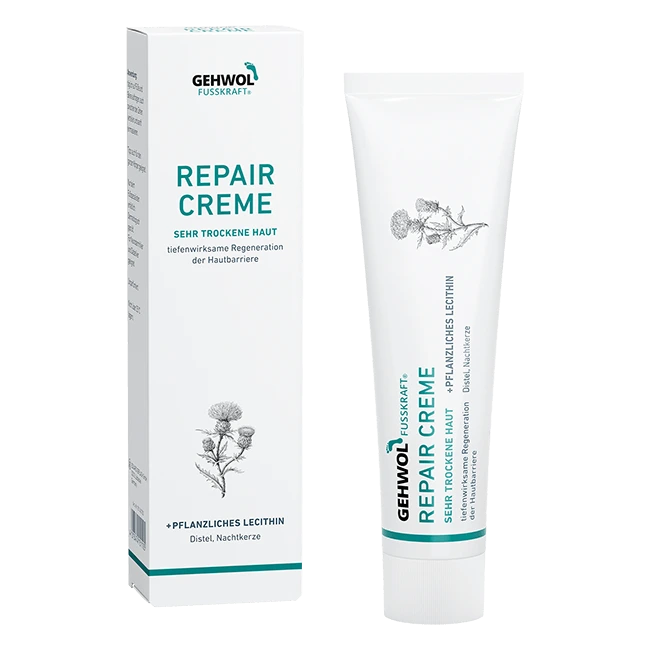 GEHWOL
FUSSKRAFT®
REPAIR
CREME
SEHR TROCKENE HAUT
tiefenwirksame Regeneration
der Hautbarriere
+PFLANZLICHES LECITHIN
Distel, Nachtkerze
GEHWOL
FUSSKRAFT®
REPAIR CREME
SEHR TROCKENE HAUT
tiefenwirksame Regeneration
der Hautbarriere
+PFLANZLICHES LECITHIN
Distel, Nachtkerze